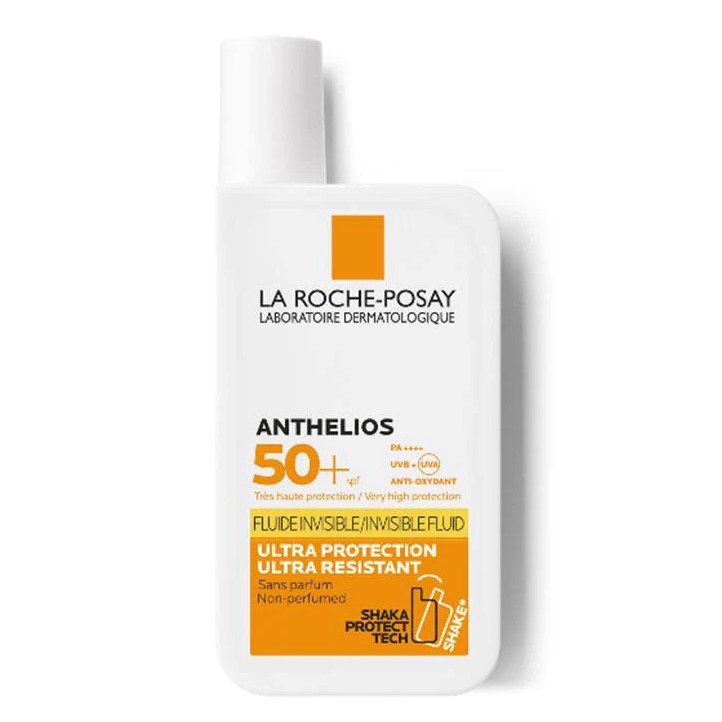 LA ROCHE-POSAY
LABORATOIRE DERMATOLOGIQUE
ANTHELIOS
50+ spf
PA ++++
UVB + UVA
ANTI-OXYDANT
Très haute protection / Very high protection
FLUIDE INVISIBLE/INVISIBLE FLUID
ULTRA PROTECTION
ULTRA RESISTANT
Sans parfum
Non-perfumed
SHAKA
PROTECT
TECH
SHAKE®